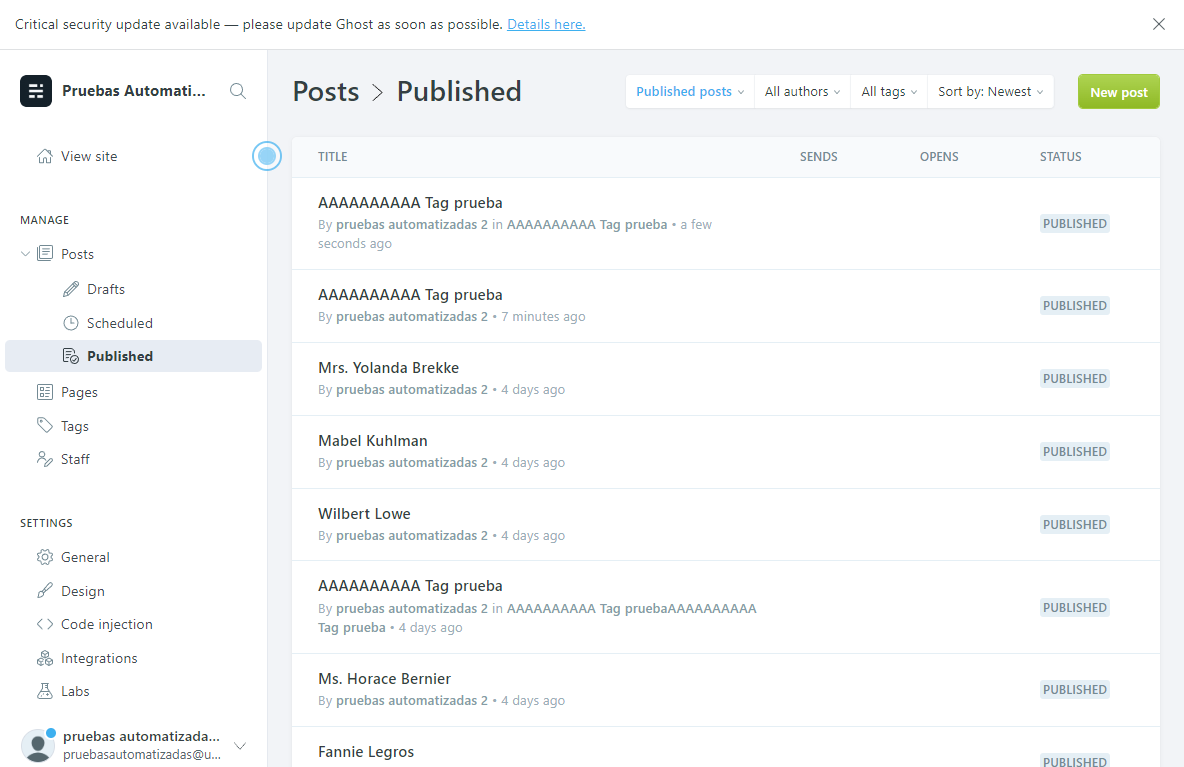 Critical security update available — please update Ghost as soon as possible. Details here.
Pruebas Automati...
View site
MANAGE
Posts
Drafts
Scheduled
Published
Pages
Tags
Staff
SETTINGS
General
Design
Code injection
Integrations
Labs
pruebas automatizada...
pruebasautomatizadas@u...
Posts > Published
Published posts
All authors
All tags
Sort by: Newest
New post
TITLE SENDS OPENS STATUS
AAAAAAAAAA Tag prueba
By pruebas automatizadas 2 in AAAAAAAAAA Tag prueba • a few
seconds ago
PUBLISHED
AAAAAAAAAA Tag prueba
By pruebas automatizadas 2 • 7 minutes ago
PUBLISHED
Mrs. Yolanda Brekke
By pruebas automatizadas 2 • 4 days ago
PUBLISHED
Mabel Kuhlman
By pruebas automatizadas 2 • 4 days ago
PUBLISHED
Wilbert Lowe
By pruebas automatizadas 2 • 4 days ago
PUBLISHED
AAAAAAAAAA Tag prueba
By pruebas automatizadas 2 in AAAAAAAAAA Tag pruebaAAAAAAAAAA
Tag prueba • 4 days ago
PUBLISHED
Ms. Horace Bernier
By pruebas automatizadas 2 • 4 days ago
PUBLISHED
Fannie Legros
PUBLISHED